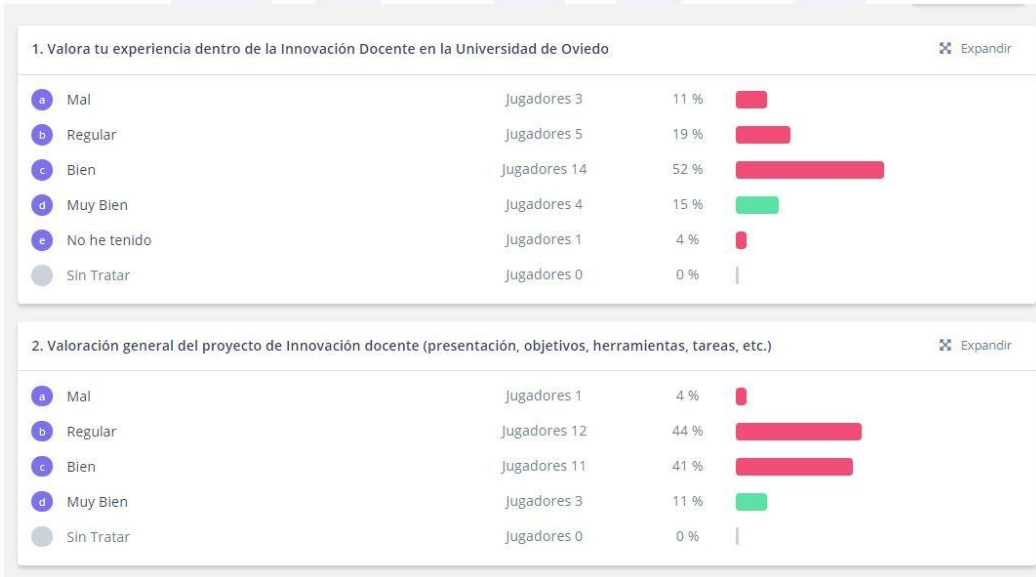 1. Valora tu experiencia dentro de la Innovación Docente en la Universidad de Oviedo Expandir
a Mal Jugadores 3 11 %
b Regular Jugadores 5 19 %
c Bien Jugadores 14 52 %
d Muy Bien Jugadores 4 15 %
e No he tenido Jugadores 1 4 %
Sin Tratar Jugadores 0 0 %
2. Valoración general del proyecto de Innovación docente (presentación, objetivos, herramientas, tareas, etc.) Expandir
a Mal Jugadores 1 4 %
b Regular Jugadores 12 44 %
c Bien Jugadores 11 41 %
d Muy Bien Jugadores 3 11 %
Sin Tratar Jugadores 0 0 %